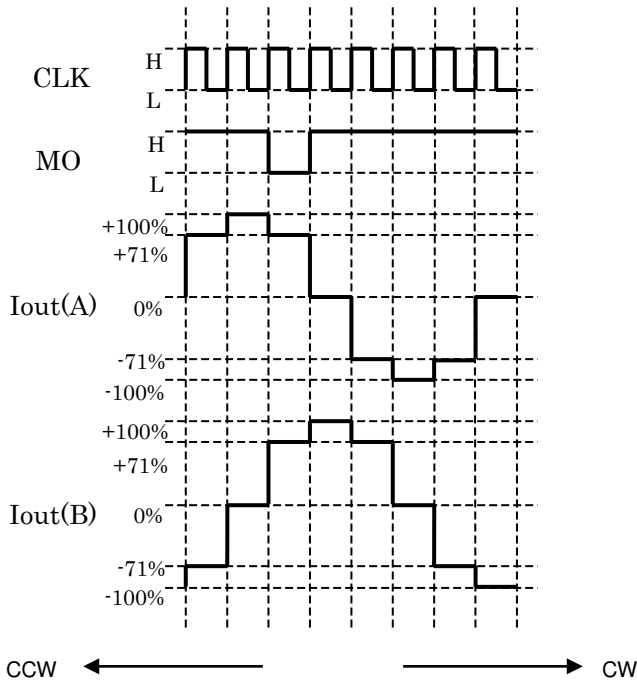 H
CLK
L
H
MO
L
+100%
+71%
Iout(A) 0%
-71%
-100%
+100%
+71%
Iout(B) 0%
-71%
-100%
CCW CW